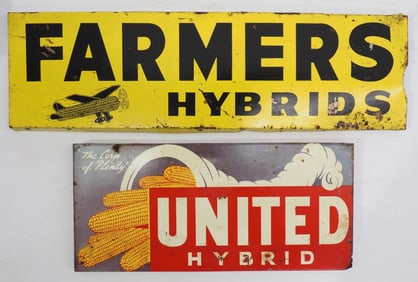 FARMERS
HYBRIDS
"The Corn
of Plenty"
UNITED
HYBRID